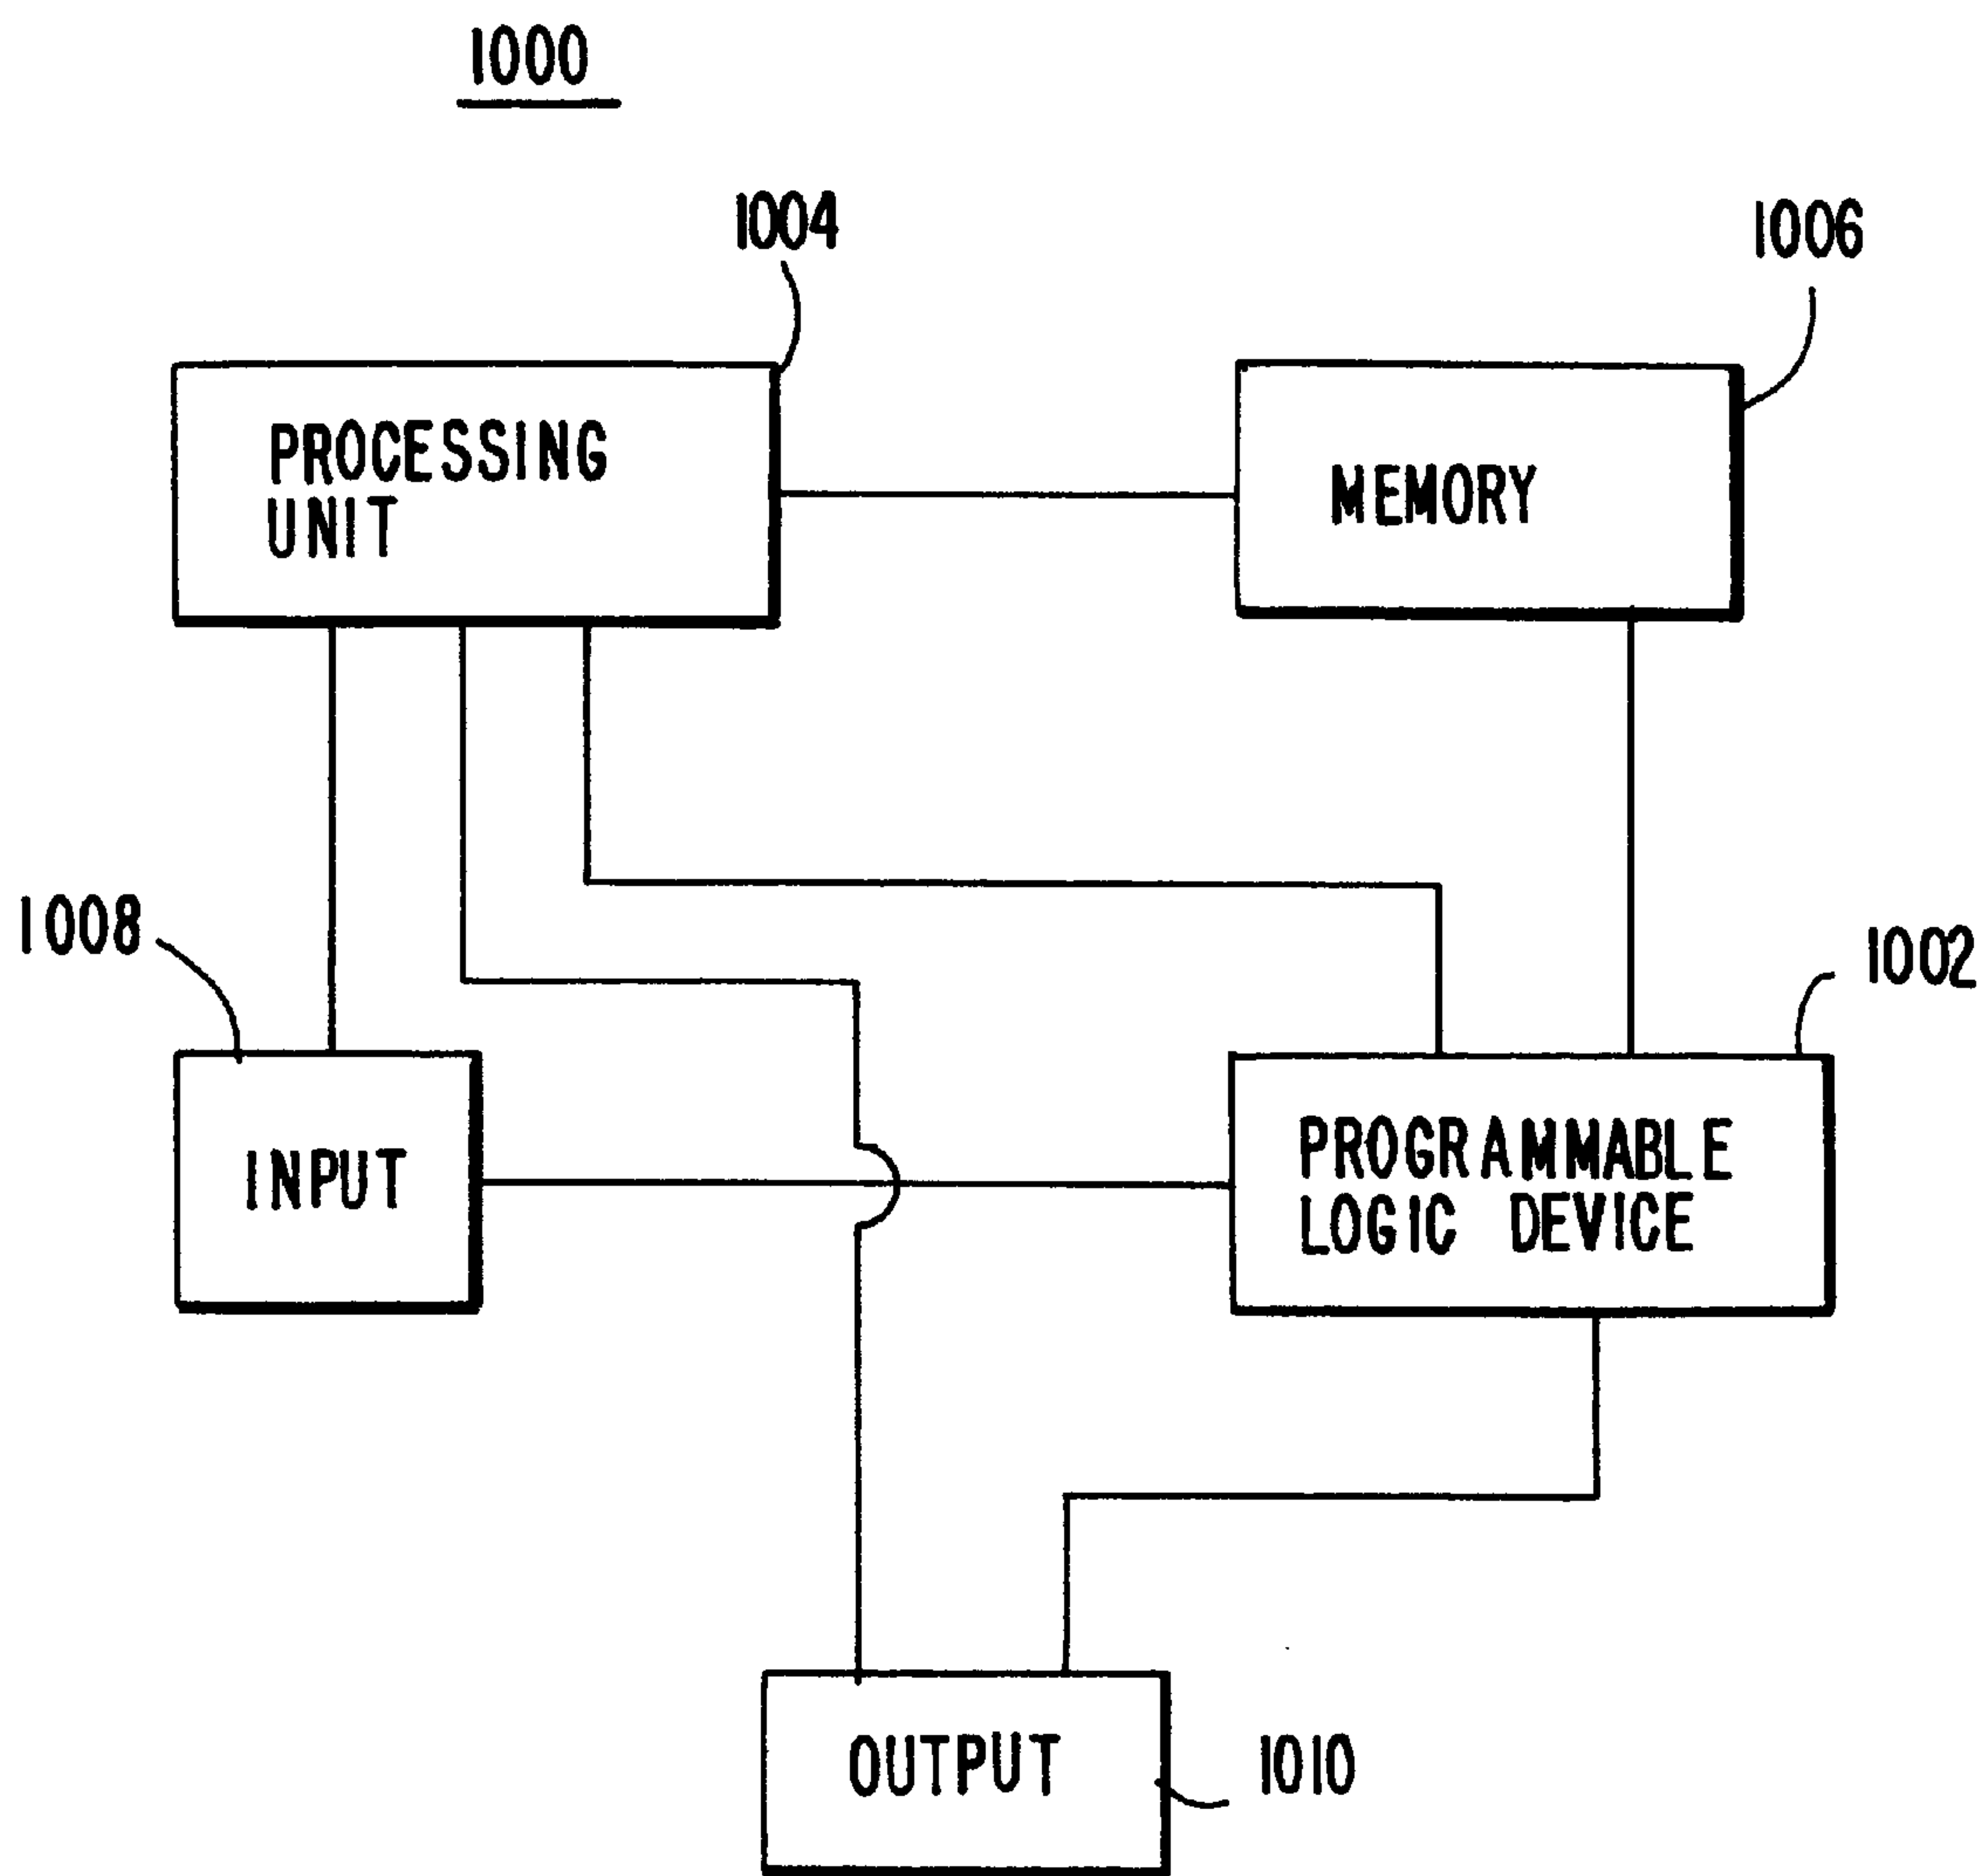 1000
1004
1006
PROCESSING
UNIT
MEMORY
1008
1002
INPUT
PROGRAMMABLE
LOGIC DEVICE
OUTPUT
1010